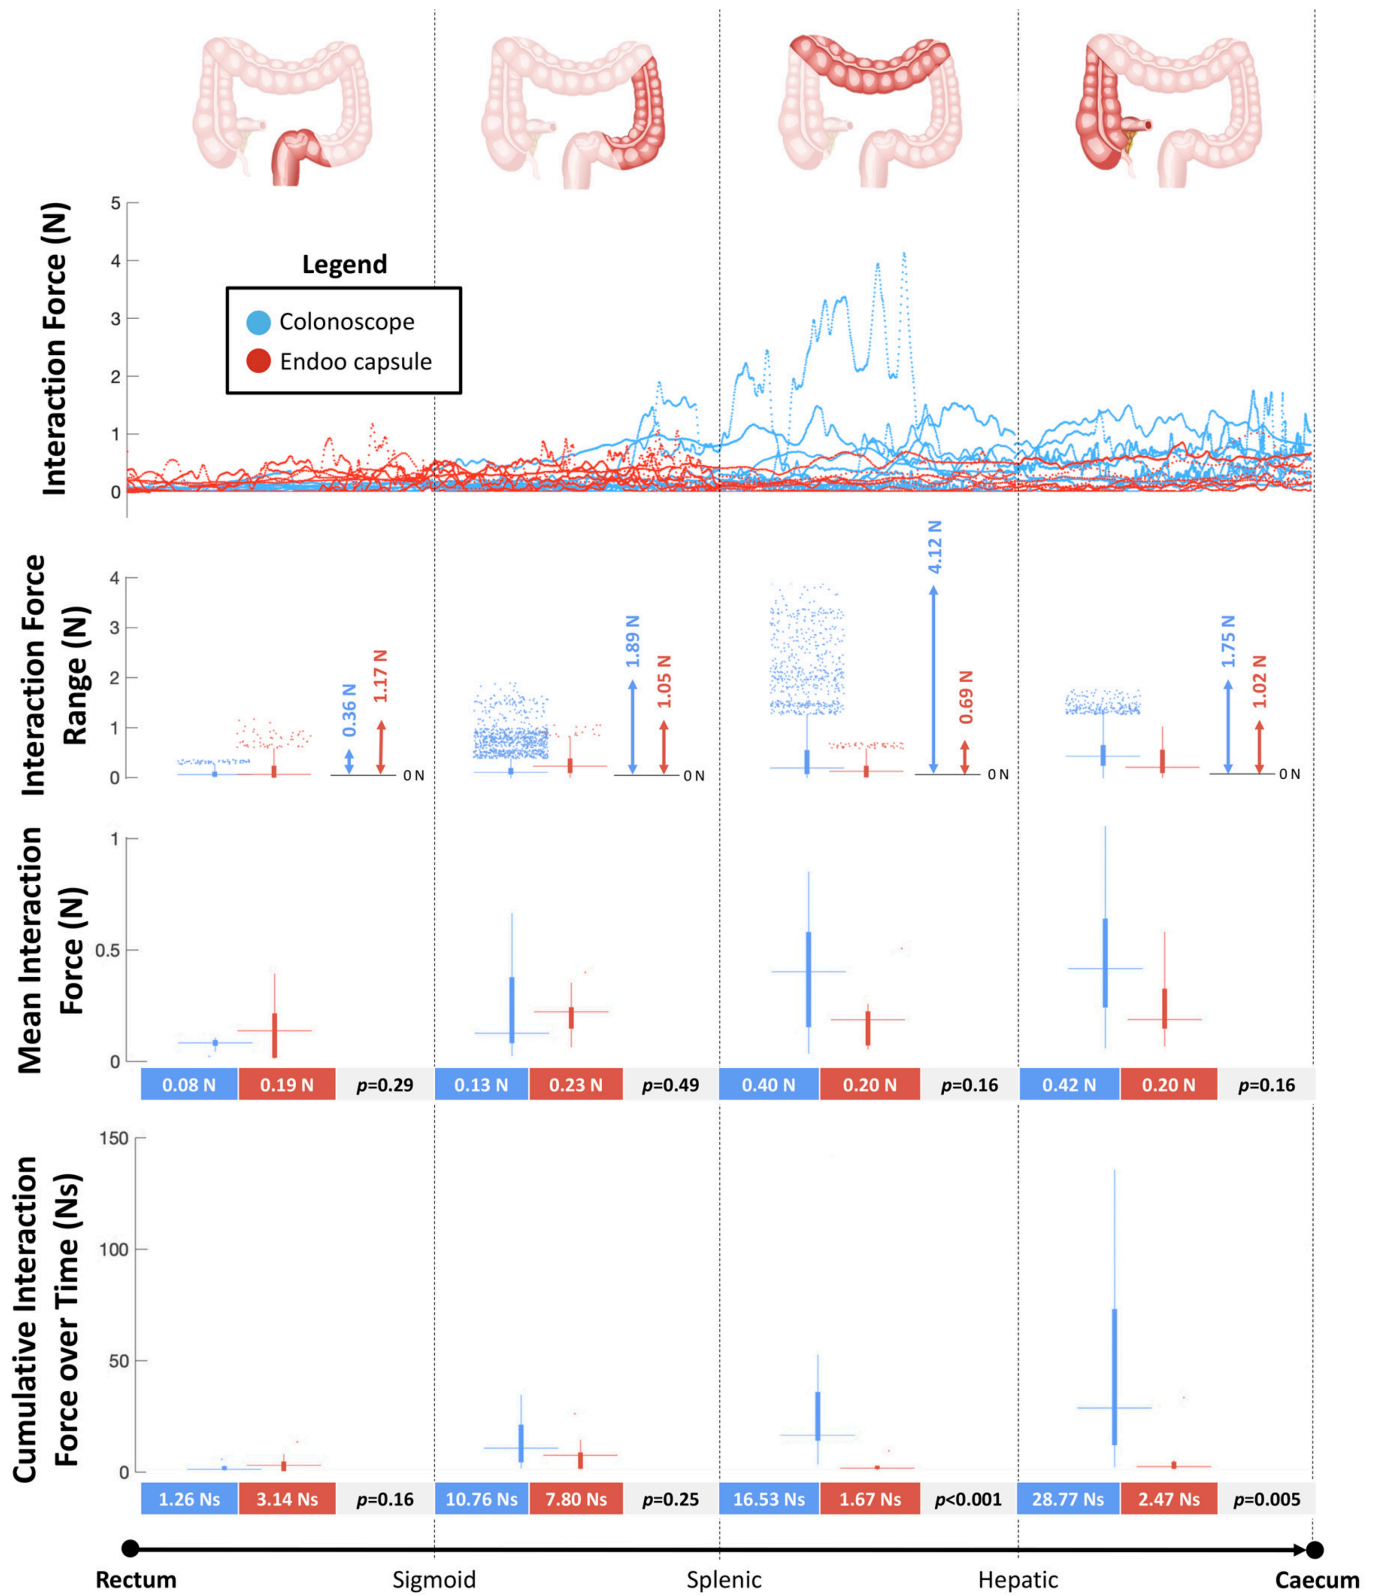 Interaction Force (N)
5
4
3
2
1
0
Legend
Colonoscope
Endoo capsule
Interaction Force
Range (N)
4
3
2
1
0
0.36 N
1.17 N
0 N
1.89 N
1.05 N
0 N
4.12 N
0.69 N
0 N
1.75 N
1.02 N
0 N
Mean Interaction
Force (N)
1
0.5
0
0.08 N 0.19 N p=0.29 0.13 N 0.23 N p=0.49 0.40 N 0.20 N p=0.16 0.42 N 0.20 N p=0.16
Cumulative Interaction
Force over Time (Ns)
150
100
50
0
1.26 Ns 3.14 Ns p=0.16 10.76 Ns 7.80 Ns p=0.25 16.53 Ns 1.67 Ns p<0.001 28.77 Ns 2.47 Ns p=0.005
Rectum Sigmoid Splenic Hepatic Caecum